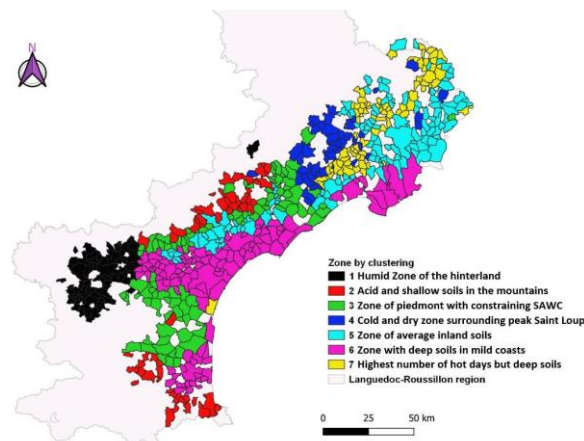 N
Zone by clustering
1 Humid Zone of the hinterland
2 Acid and shallow soils in the mountains
3 Zone of piedmont with constraining SAWC
4 Cold and dry zone surrounding peak Saint Loup
5 Zone of average inland soils
6 Zone with deep soils in mild coasts
7 Highest number of hot days but deep soils
Languedoc-Roussillon region
0 25 50 km